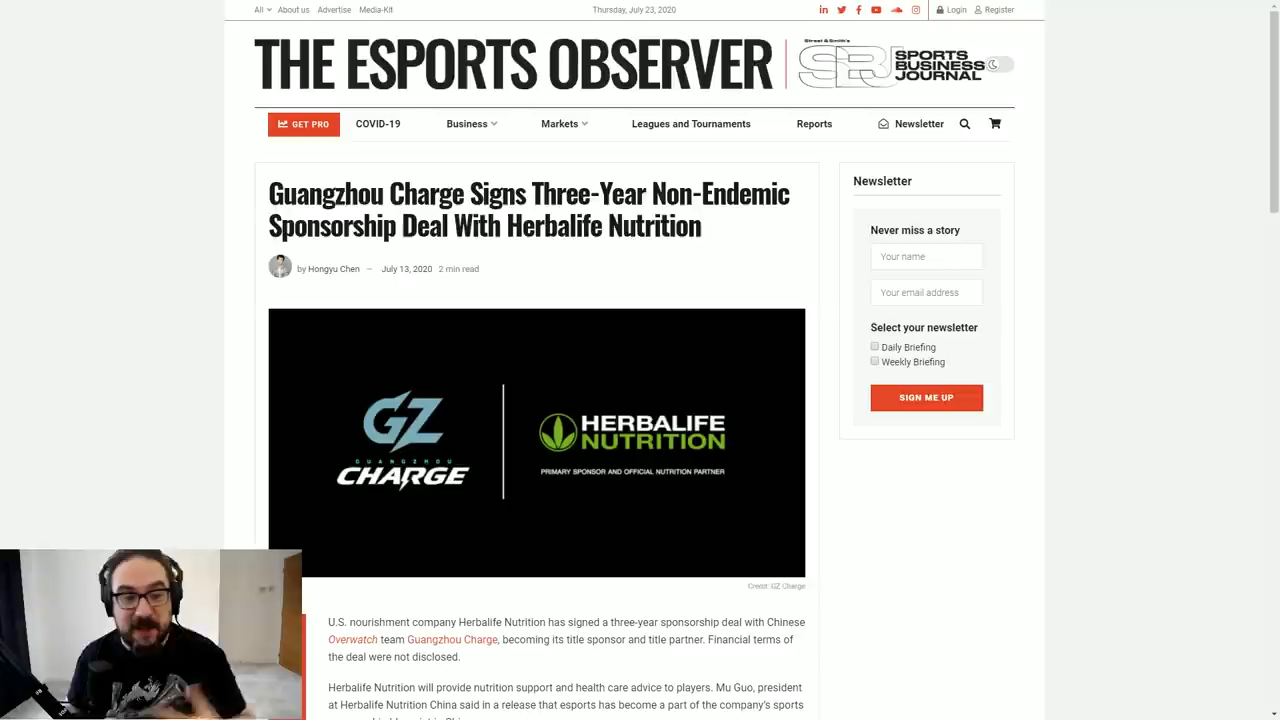 All About us Advertise Media-Kit
Thursday, July 23, 2020
Login Register
THE ESPORTS OBSERVER
Street & Smith's
SBJ
SPORTS
BUSINESS
JOURNAL
GET PRO COVID-19 Business Markets Leagues and Tournaments Reports Newsletter
Guangzhou Charge Signs Three-Year Non-Endemic
Sponsorship Deal With Herbalife Nutrition
by Hongyu Chen — July 13, 2020 2 min read
GZ
GUANGZHOU
CHARGE
HERBALIFE
NUTRITION
PRIMARY SPONSOR AND OFFICIAL NUTRITION PARTNER
Credit: GZ Charge
U.S. nourishment company Herbalife Nutrition has signed a three-year sponsorship deal with Chinese
Overwatch team Guangzhou Charge, becoming its title sponsor and title partner. Financial terms of
the deal were not disclosed.
Herbalife Nutrition will provide nutrition support and health care advice to players. Mu Guo, president
at Herbalife Nutrition China said in a release that esports has become a part of the company's sports
Newsletter
Never miss a story
Your name
Your email address
Select your newsletter
Daily Briefing
Weekly Briefing
SIGN ME UP